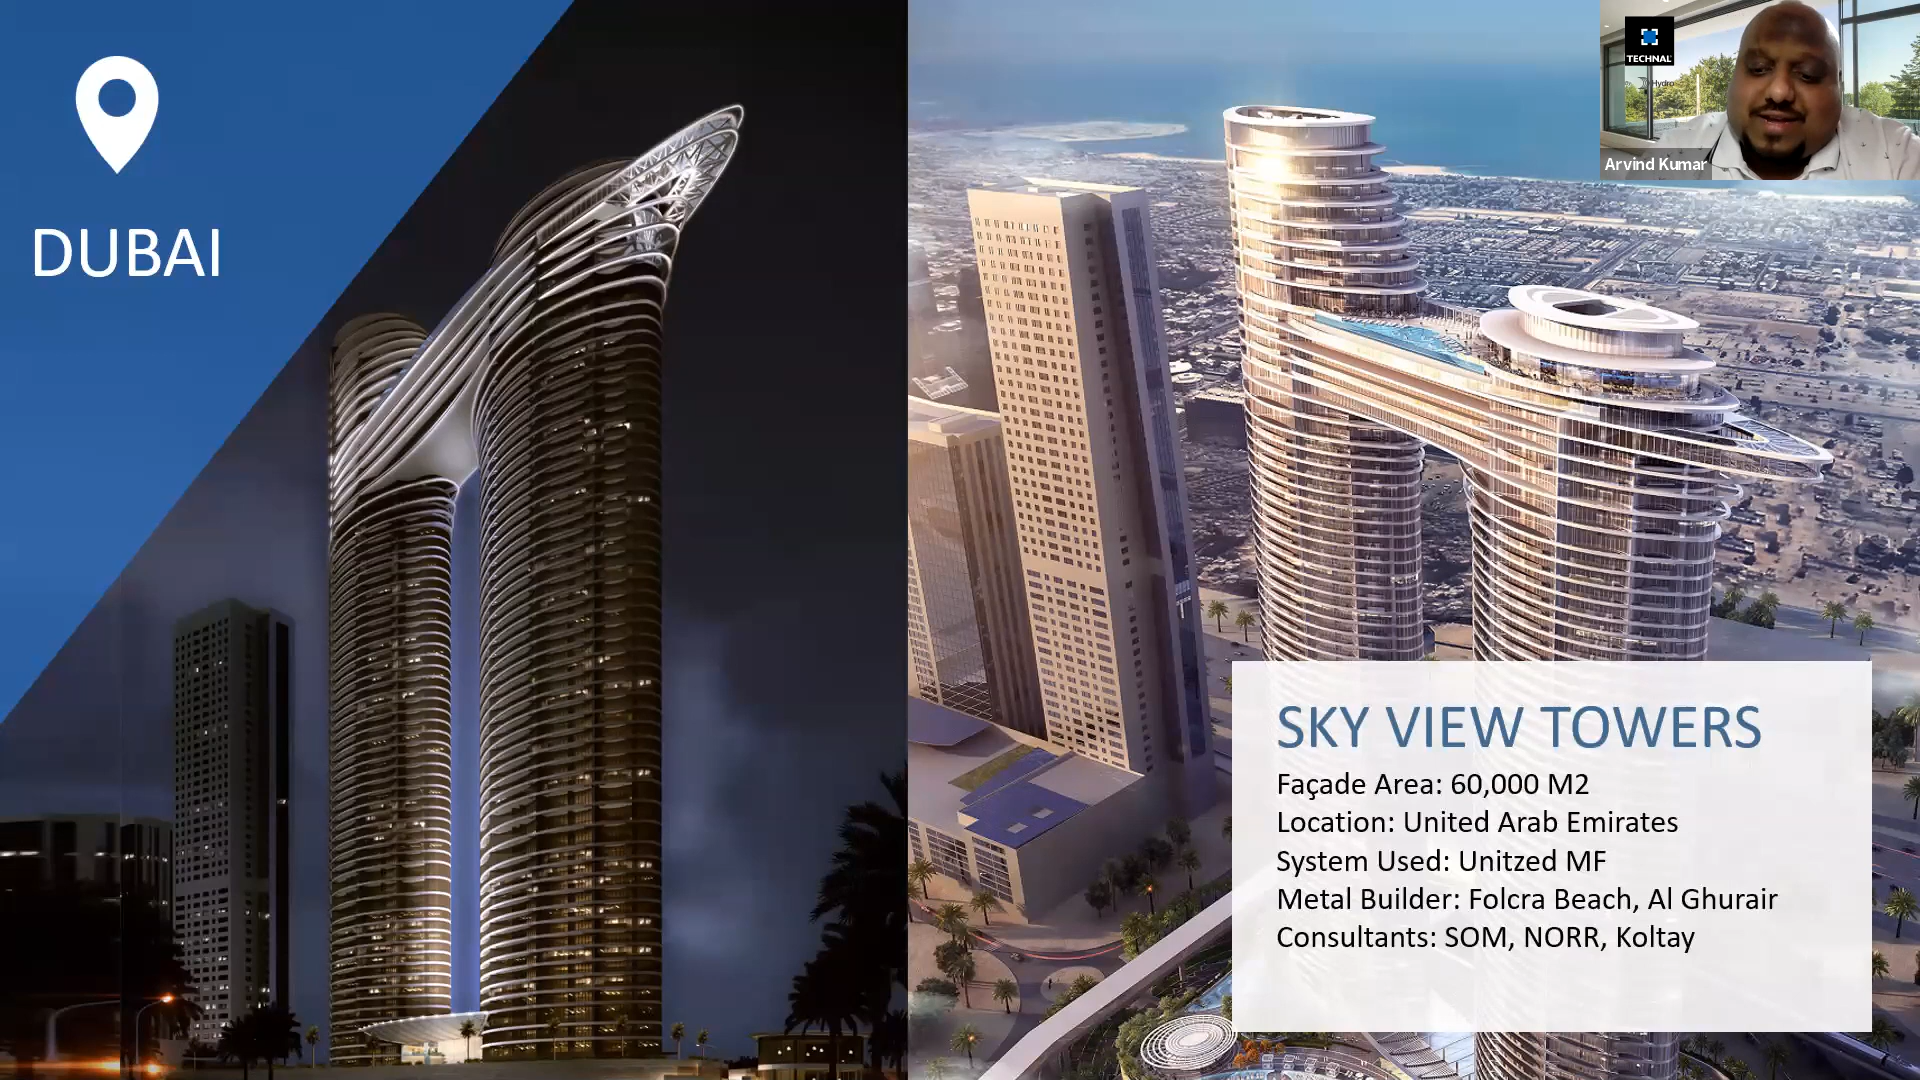 DUBAI
TECHNAL
Hydro
Arvind Kumar
SKY VIEW TOWERS
Façade Area: 60,000 M2
Location: United Arab Emirates
System Used: Unitzed MF
Metal Builder: Folcra Beach, Al Ghurair
Consultants: SOM, NORR, Koltay